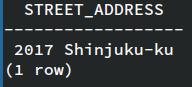 STREET_ADDRESS
------------------
2017 Shinjuku-ku
(1 row)